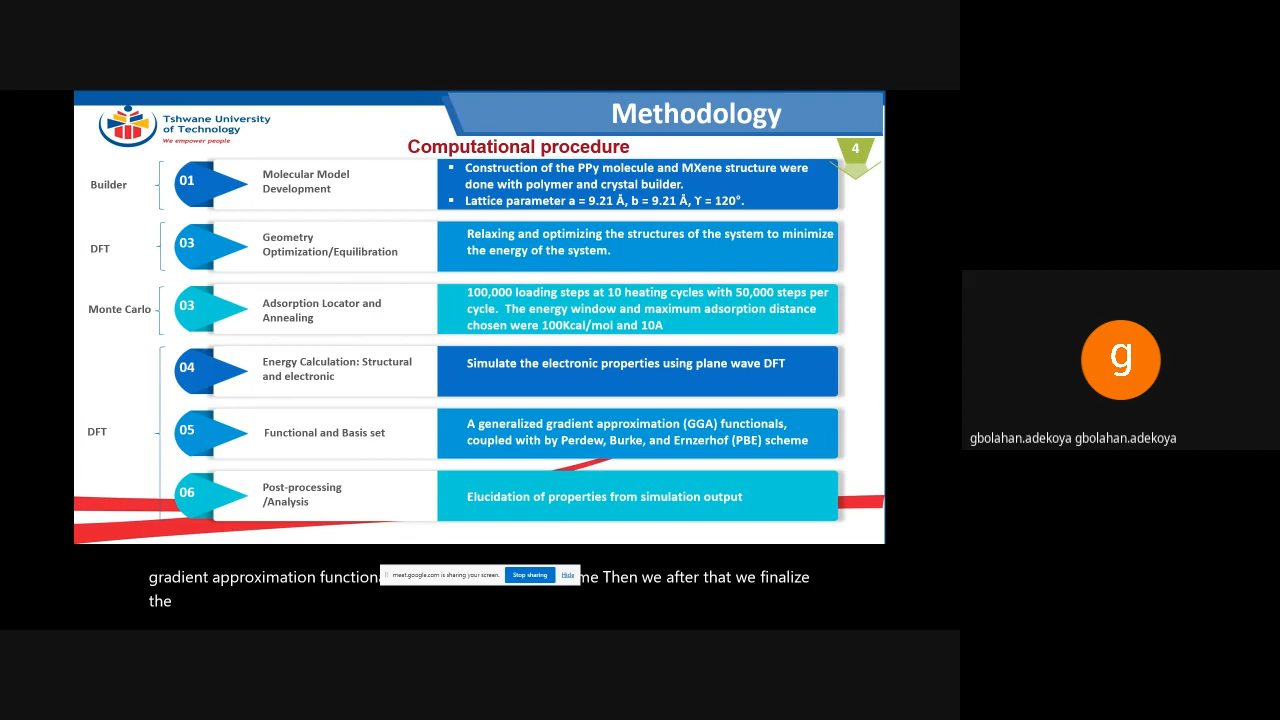 Methodology
Tshwane University
of Technology
We empower people
Computational procedure
4
Builder
01
Molecular Model
Development
▪ Construction of the PPy molecule and MXene structure were
done with polymer and crystal builder.
▪ Lattice parameter a = 9.21 Å, b = 9.21 Å, ϒ = 120°.
DFT
03
Geometry
Optimization/Equilibration
Relaxing and optimizing the structures of the system to minimize
the energy of the system.
Monte Carlo
03
Adsorption Locator and
Annealing
100,000 loading steps at 10 heating cycles with 50,000 steps per
cycle.  The energy window and maximum adsorption distance
chosen were 100Kcal/mol and 10A
DFT
04
Energy Calculation: Structural
and electronic
Simulate the electronic properties using plane wave DFT
05
Functional and Basis set
A generalized gradient approximation (GGA) functionals,
coupled with by Perdew, Burke, and Ernzerhof (PBE) scheme
06
Post-processing
/Analysis
Elucidation of properties from simulation output
g
gbolahan.adekoya gbolahan.adekoya
gradient approximation function
meet.google.com is sharing your screen.
Stop sharing
Hide
me Then we after that we finalize
the